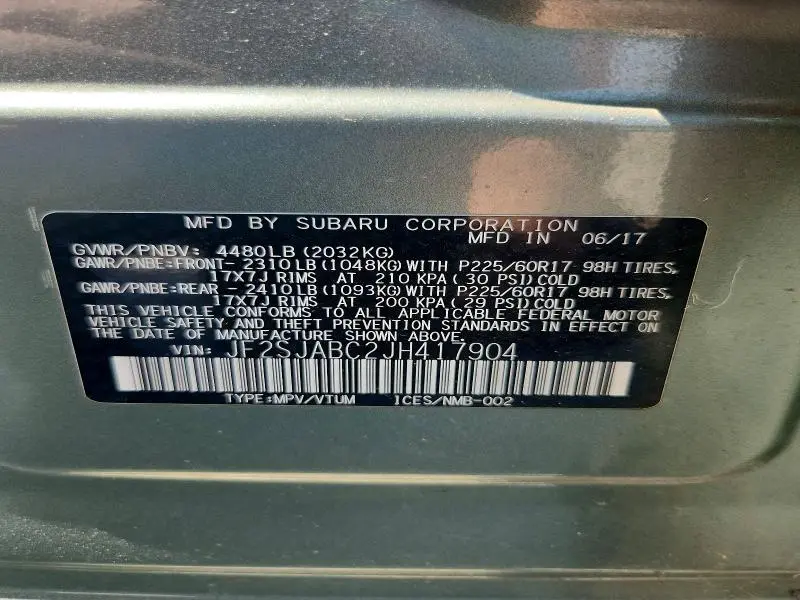 MFD BY SUBARU CORPORATION
MFD IN 06/17
GVWR/PNBV: 4480LB(2032KG)
GAWR/PNBE:FRONT- 2310LB(1048KG)WITH P225/60R17 98H TIRES,
17X7J RIMS AT 210 KPA( 30 PSI)COLD
GAWR/PNBE:REAR - 2410LB(1093KG)WITH P225/60R17 98H TIRES,
17X7J RIMS AT 200 KPA( 29 PSI)COLD
THIS VEHICLE CONFORMS TO ALL APPLICABLE FEDERAL MOTOR
VEHICLE SAFETY AND THEFT PREVENTION STANDARDS IN EFFECT ON
THE DATE OF MANUFACTURE SHOWN ABOVE.
VIN: JF2SJABC2JH417904
TYPE:MPV/VTUM ICES/NMB-002